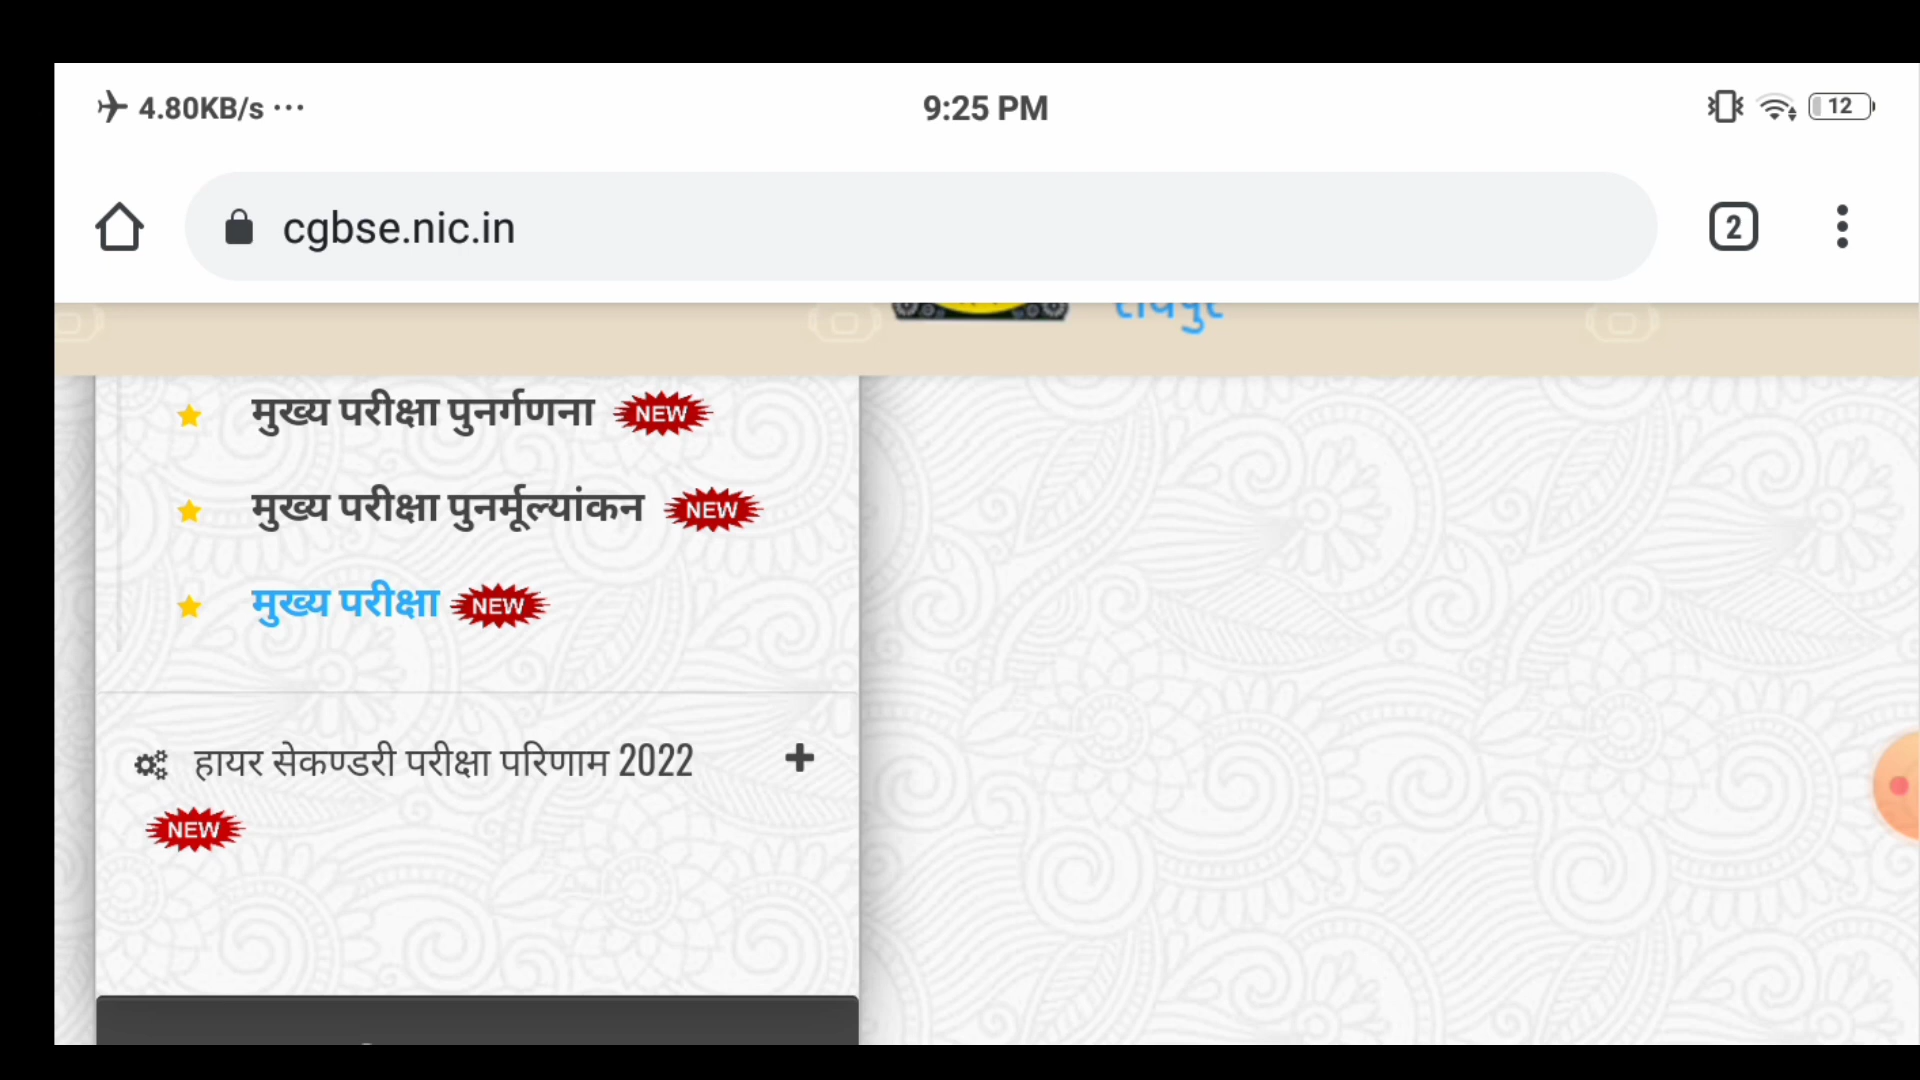 4.80KB/s ...
9:25 PM
12
cgbse.nic.in
2
रायपुर
मुख्य परीक्षा पुनर्गणना NEW
मुख्य परीक्षा पुनर्मूल्यांकन NEW
मुख्य परीक्षा NEW
हायर सेकण्डरी परीक्षा परिणाम 2022 +
NEW